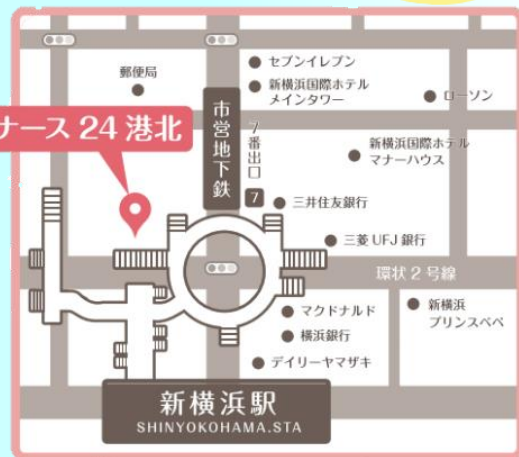 セブンイレブン
郵便局
新横浜国際ホテル
メインタワー
ローソン
ナース 24 港北
市営地下鉄
7番出口
7
新横浜国際ホテル
マナーハウス
三井住友銀行
三菱 UFJ 銀行
環状 2 号線
マクドナルド
新横浜
プリンスペペ
横浜銀行
デイリーヤマザキ
新横浜駅
SHINYOKOHAMA.STA